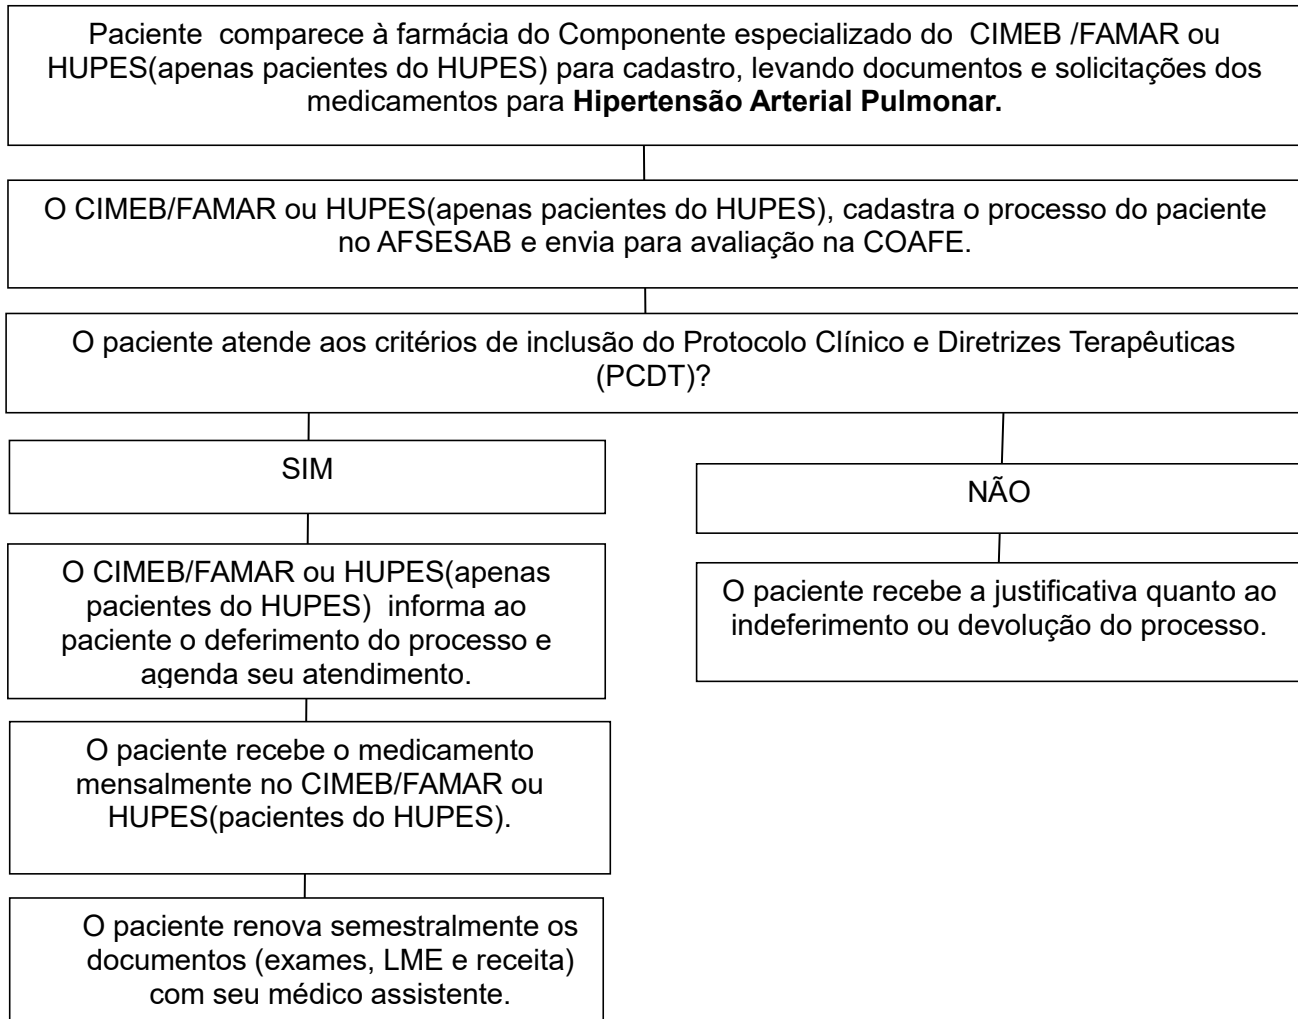 Paciente comparece à farmácia do Componente especializado do CIMEB /FAMAR ou
HUPES(apenas pacientes do HUPES) para cadastro, levando documentos e solicitações dos
medicamentos para Hipertensão Arterial Pulmonar.
O CIMEB/FAMAR ou HUPES(apenas pacientes do HUPES), cadastra o processo do paciente
no AFSESAB e envia para avaliação na COAFE.
O paciente atende aos critérios de inclusão do Protocolo Clínico e Diretrizes Terapêuticas
(PCDT)?
SIM
O CIMEB/FAMAR ou HUPES(apenas
pacientes do HUPES) informa ao
paciente o deferimento do processo e
agenda seu atendimento.
O paciente recebe o medicamento
mensalmente no CIMEB/FAMAR ou
HUPES(pacientes do HUPES).
O paciente renova semestralmente os
documentos (exames, LME e receita)
com seu médico assistente.
NÃO
O paciente recebe a justificativa quanto ao
indeferimento ou devolução do processo.